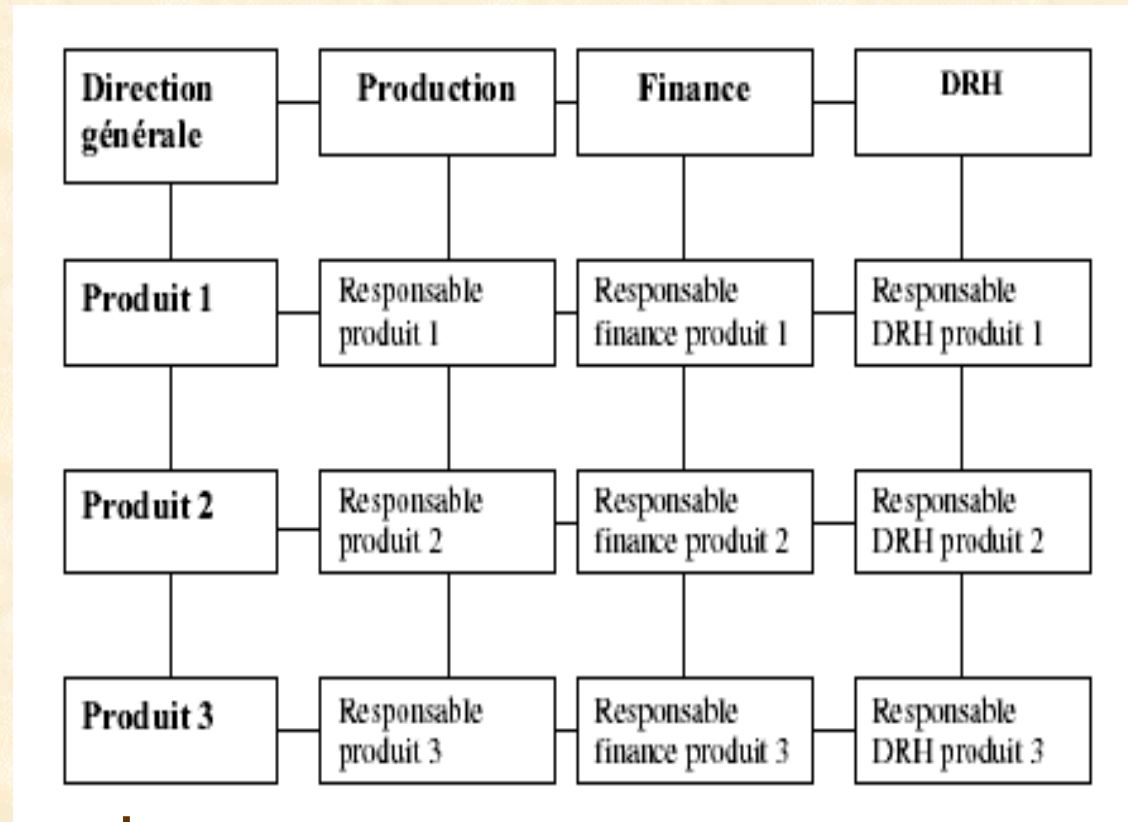 Direction
générale
Production
Finance
DRH
Produit 1
Responsable
produit 1
Responsable
finance produit 1
Responsable
DRH produit 1
Produit 2
Responsable
produit 2
Responsable
finance produit 2
Responsable
DRH produit 2
Produit 3
Responsable
produit 3
Responsable
finance produit 3
Responsable
DRH produit 3